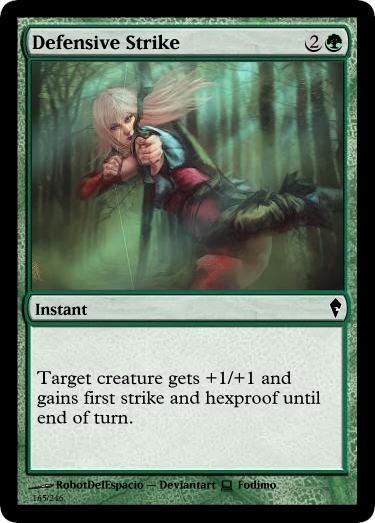 Defensive Strike 2
Instant
Target creature gets +1/+1 and
gains first strike and hexproof until
end of turn.
RobotDelEspacio — Deviantart Fodimo
165/246